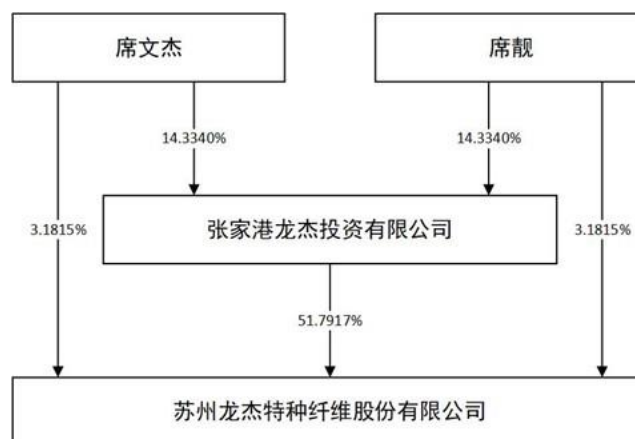 席文杰
席靓
14.3340%
14.3340%
张家港龙杰投资有限公司
3.1815%
3.1815%
51.7917%
苏州龙杰特种纤维股份有限公司